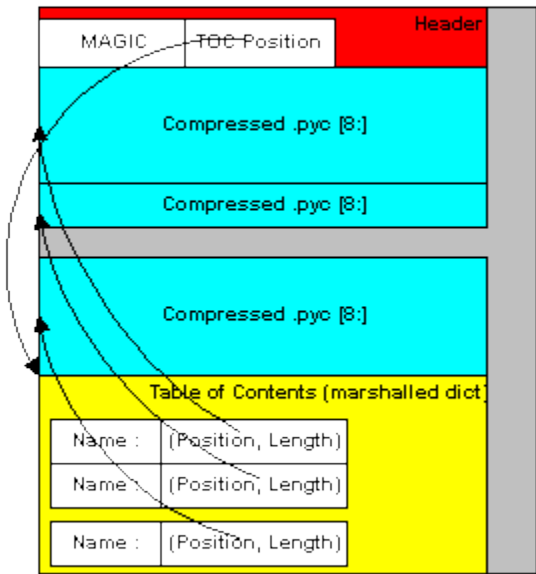 Header
MAGIC TOC Position
Compressed .pyc [8:]
Compressed .pyc [8:]
Compressed .pyc [8:]
Table of Contents (marshalled dict)
Name : (Position, Length)
Name : (Position, Length)
Name : (Position, Length)